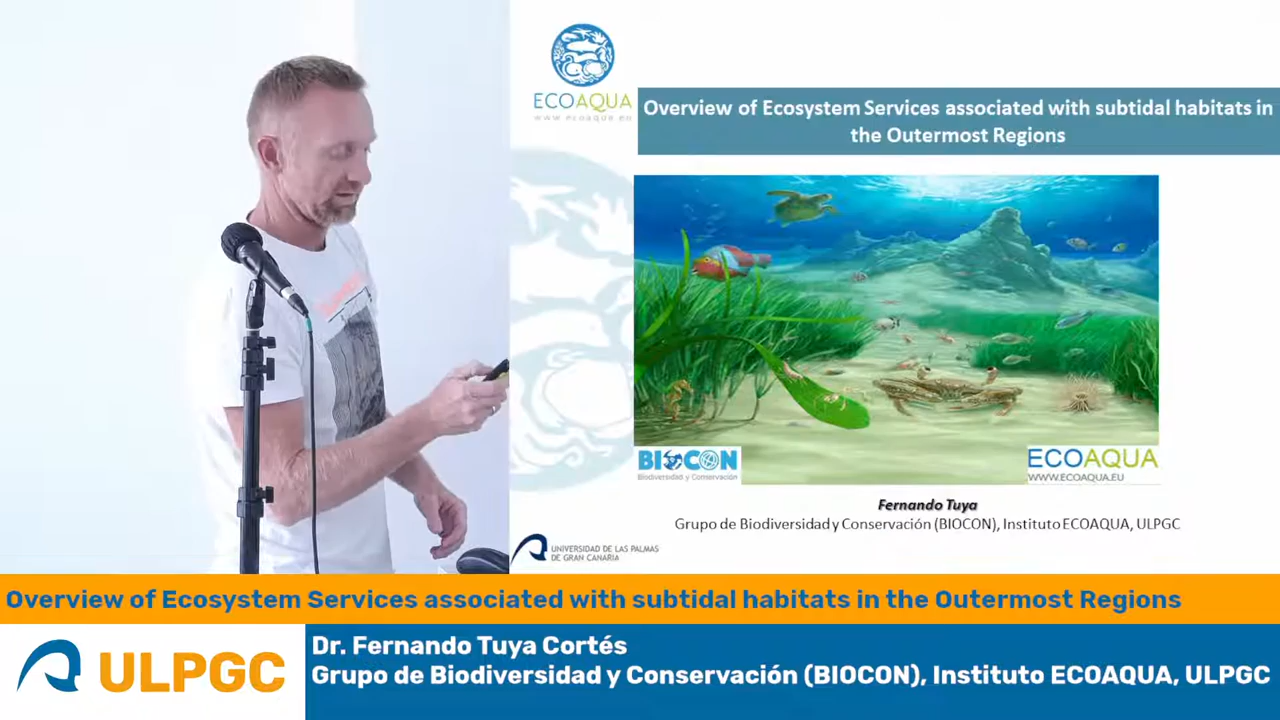 ECOAQUA
www.ecoaqua.eu
Overview of Ecosystem Services associated with subtidal habitats in
the Outermost Regions
BIOCON
Biodiversidad y Conservación
ECOAQUA
WWW.ECOAQUA.EU
Fernando Tuya
Grupo de Biodiversidad y Conservación (BIOCON), Instituto ECOAQUA, ULPGC
UNIVERSIDAD DE LAS PALMAS
DE GRAN CANARIA
Overview of Ecosystem Services associated with subtidal habitats in the Outermost Regions
ULPGC
Dr. Fernando Tuya Cortés
Grupo de Biodiversidad y Conservación (BIOCON), Instituto ECOAQUA, ULPGC